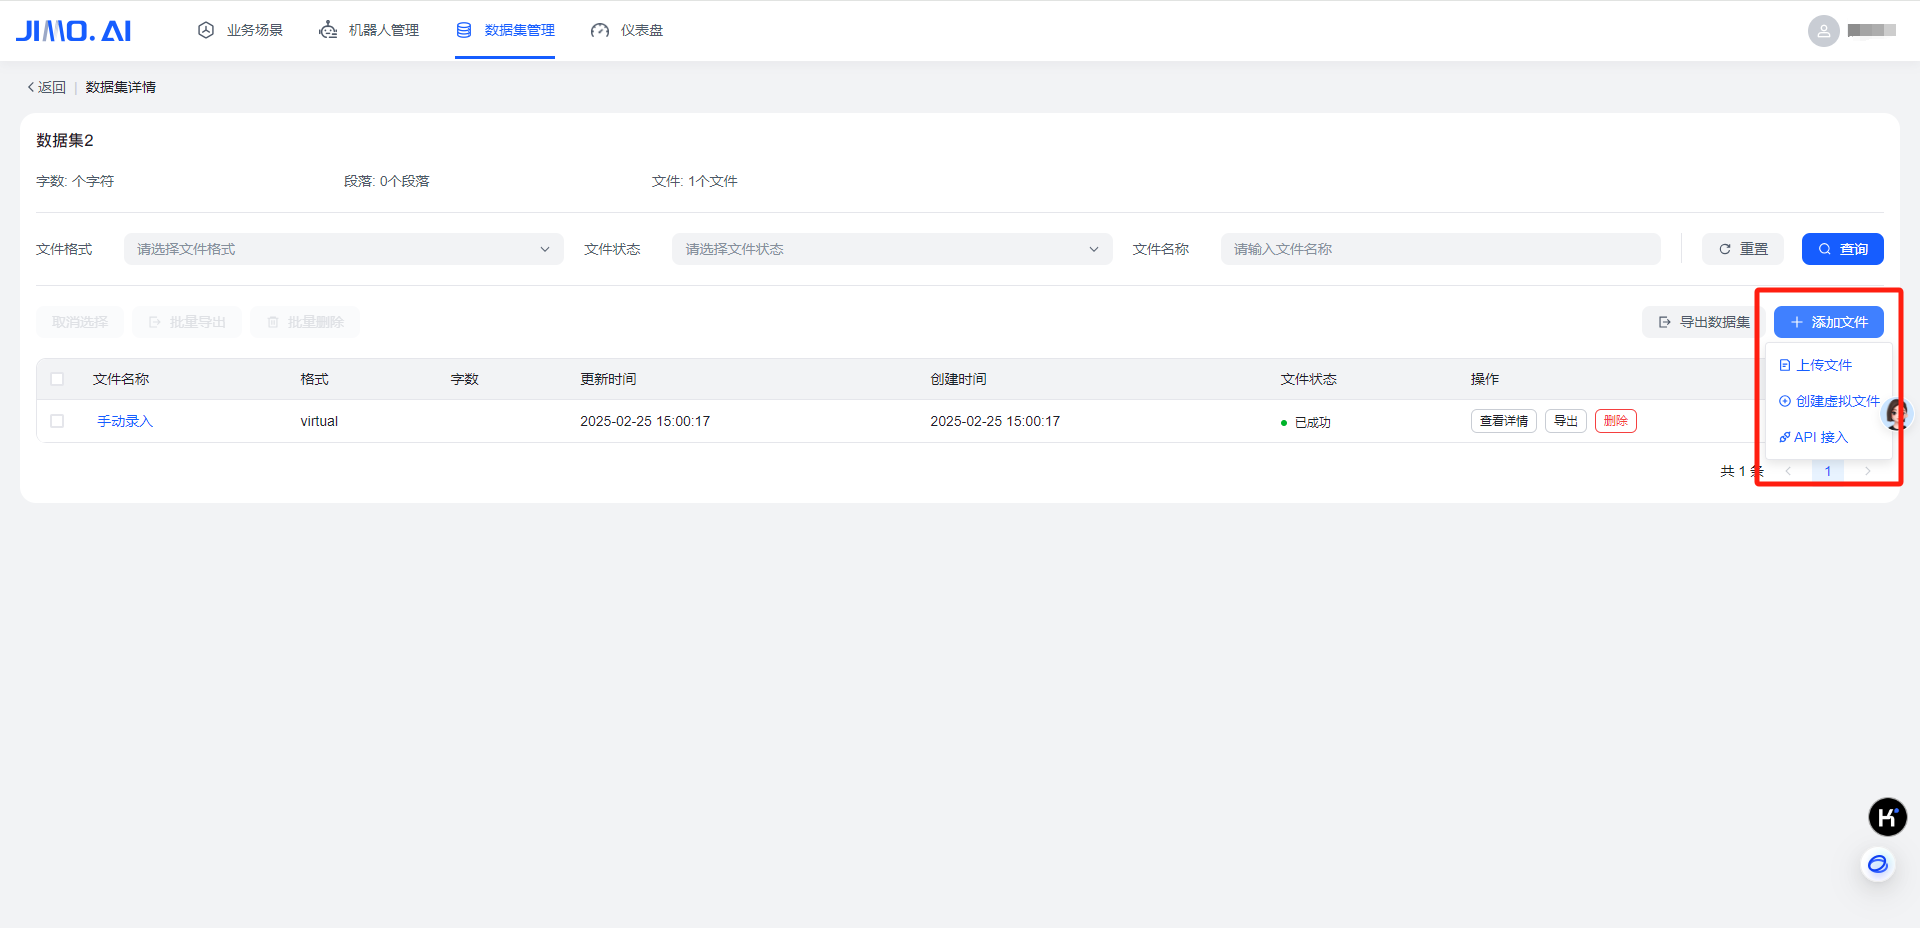 JIMO.AI 业务场景 机器人管理 数据集管理 仪表盘
返回 | 数据集详情
数据集2
字数: 个字符 段落: 0个段落 文件: 1个文件
文件格式 请选择文件格式 文件状态 请选择文件状态 文件名称 请输入文件名称 重置 查询
取消选择 批量导出 批量删除 导出数据集 添加文件
上传文件
创建虚拟文件
API 接入
文件名称 格式 字数 更新时间 创建时间 文件状态 操作
手动录入 virtual 2025-02-25 15:00:17 2025-02-25 15:00:17 已成功 查看详情 导出 删除
共 1 条 1
K